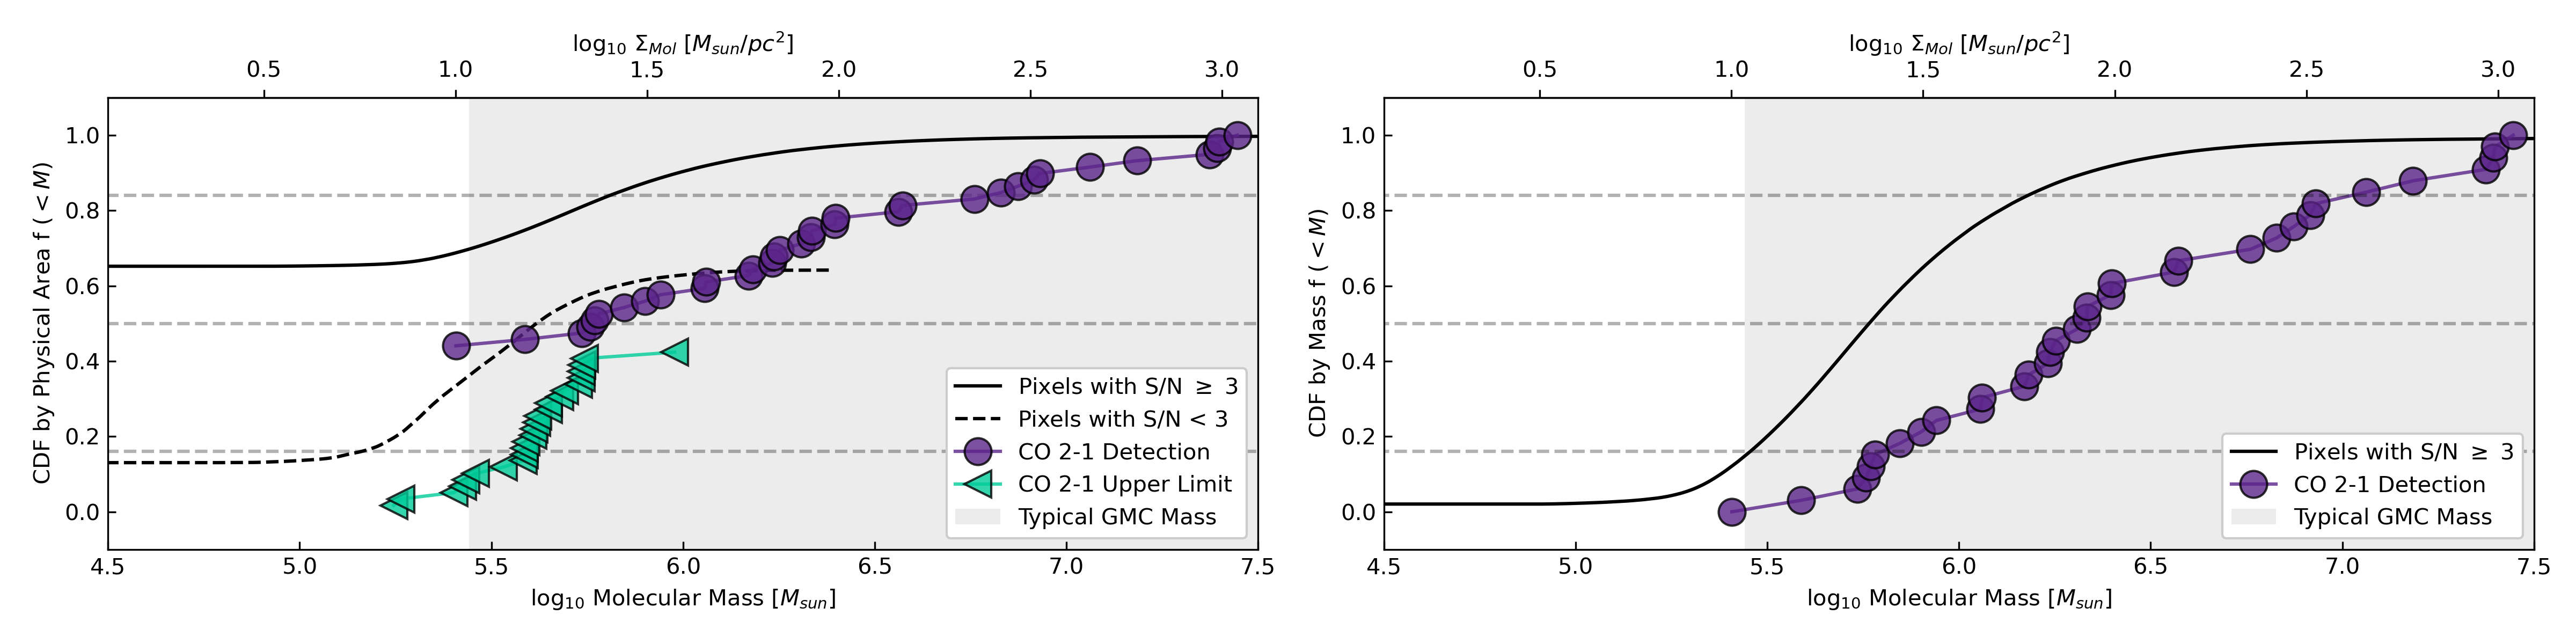 log₁₀ Σ_Mol [M_sun/pc²]
0.5 1.0 1.5 2.0 2.5 3.0
CDF by Physical Area f (<M)
1.0
0.8
0.6
0.4
0.2
0.0
Pixels with S/N ≥ 3
Pixels with S/N < 3
CO 2-1 Detection
CO 2-1 Upper Limit
Typical GMC Mass
4.5 5.0 5.5 6.0 6.5 7.0 7.5
log₁₀ Molecular Mass [M_sun]
log₁₀ Σ_Mol [M_sun/pc²]
0.5 1.0 1.5 2.0 2.5 3.0
CDF by Mass f (<M)
1.0
0.8
0.6
0.4
0.2
0.0
Pixels with S/N ≥ 3
CO 2-1 Detection
Typical GMC Mass
4.5 5.0 5.5 6.0 6.5 7.0 7.5
log₁₀ Molecular Mass [M_sun]